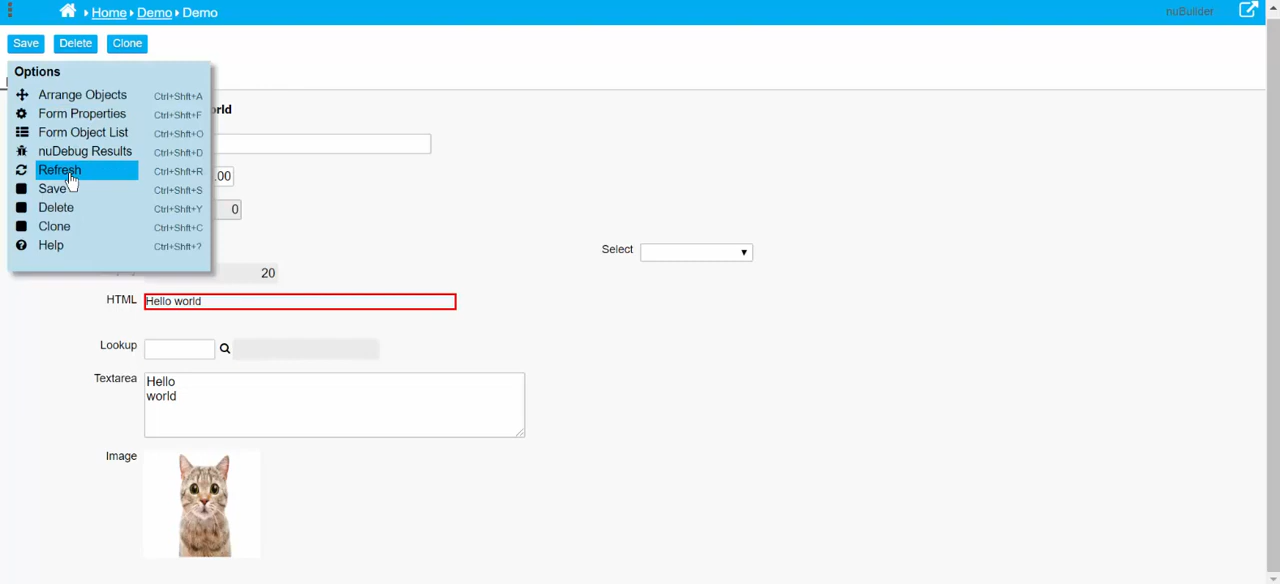 Home Demo Demo nuBuilder
Save Delete Clone
Options
Arrange Objects Ctrl+Shft+A
Form Properties Ctrl+Shft+F
Form Object List Ctrl+Shft+O
nuDebug Results Ctrl+Shft+D
Refresh Ctrl+Shft+R
Save Ctrl+Shft+S
Delete Ctrl+Shft+Y
Clone Ctrl+Shft+C
Help Ctrl+Shft+?
orld
.00
0
Select
20
HTML Hello world
Lookup
Textarea Hello
world
Image